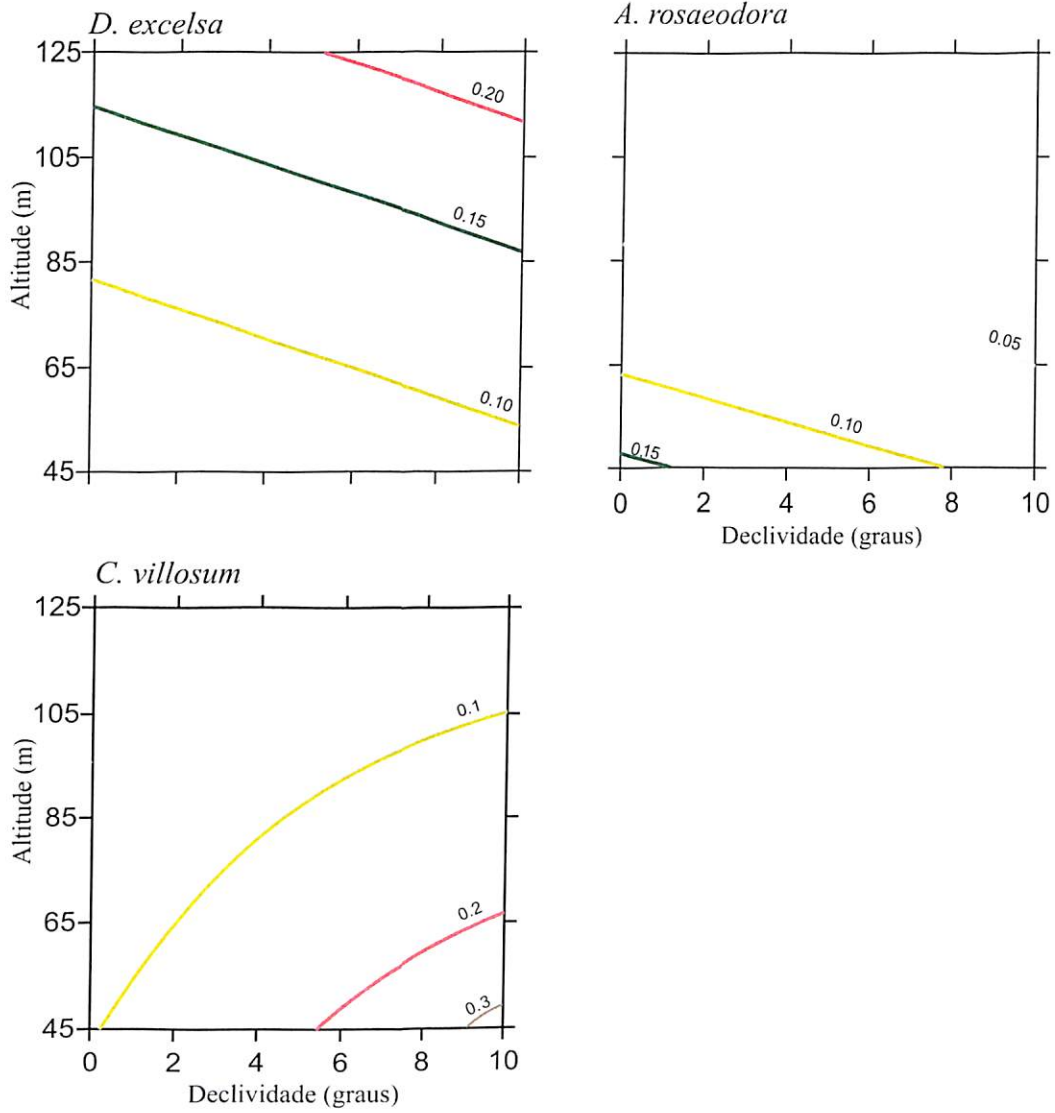 D. excelsa
125
105
85
65
45
Altitude (m)
0.20
0.15
0.10
A. rosaeodora
0.05
0.10
0.15
0 2 4 6 8 10
Declividade (graus)
C. villosum
125
105
85
65
45
Altitude (m)
0.1
0.2
0.3
0 2 4 6 8 10
Declividade (graus)